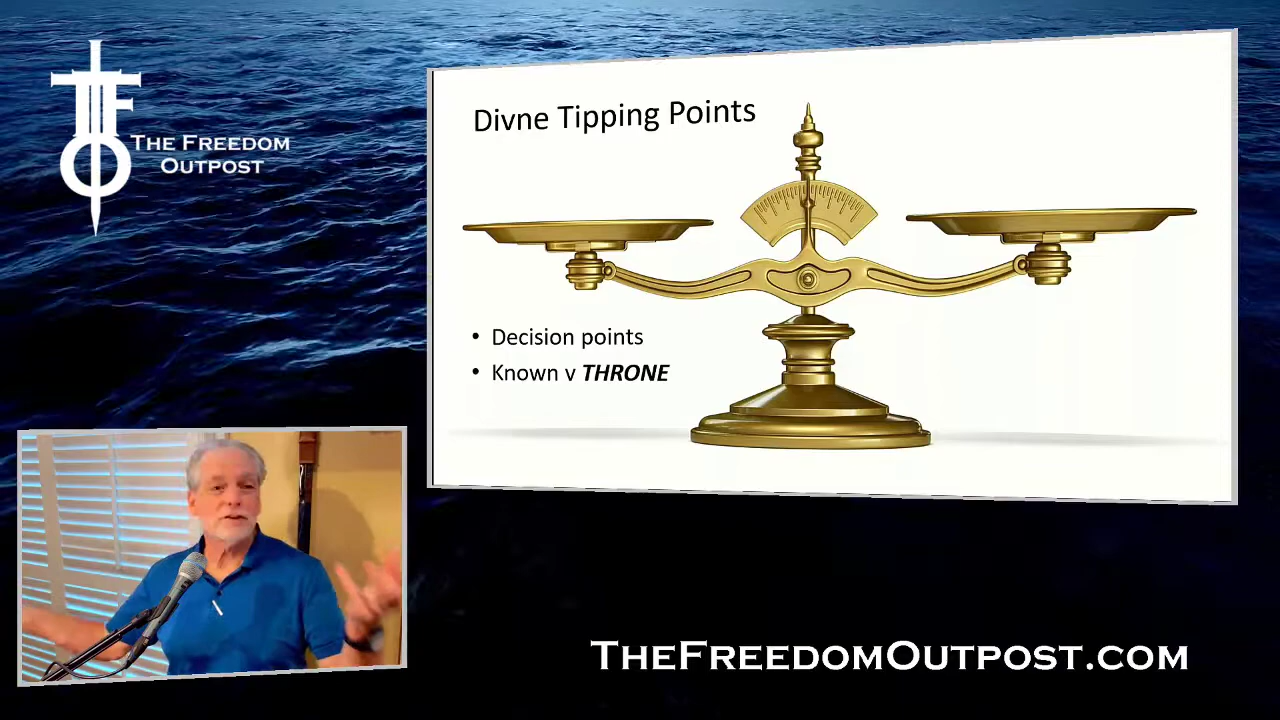 THE FREEDOM
OUTPOST
Divne Tipping Points
• Decision points
• Known v THRONE
THEFREEDOMOUTPOST.COM